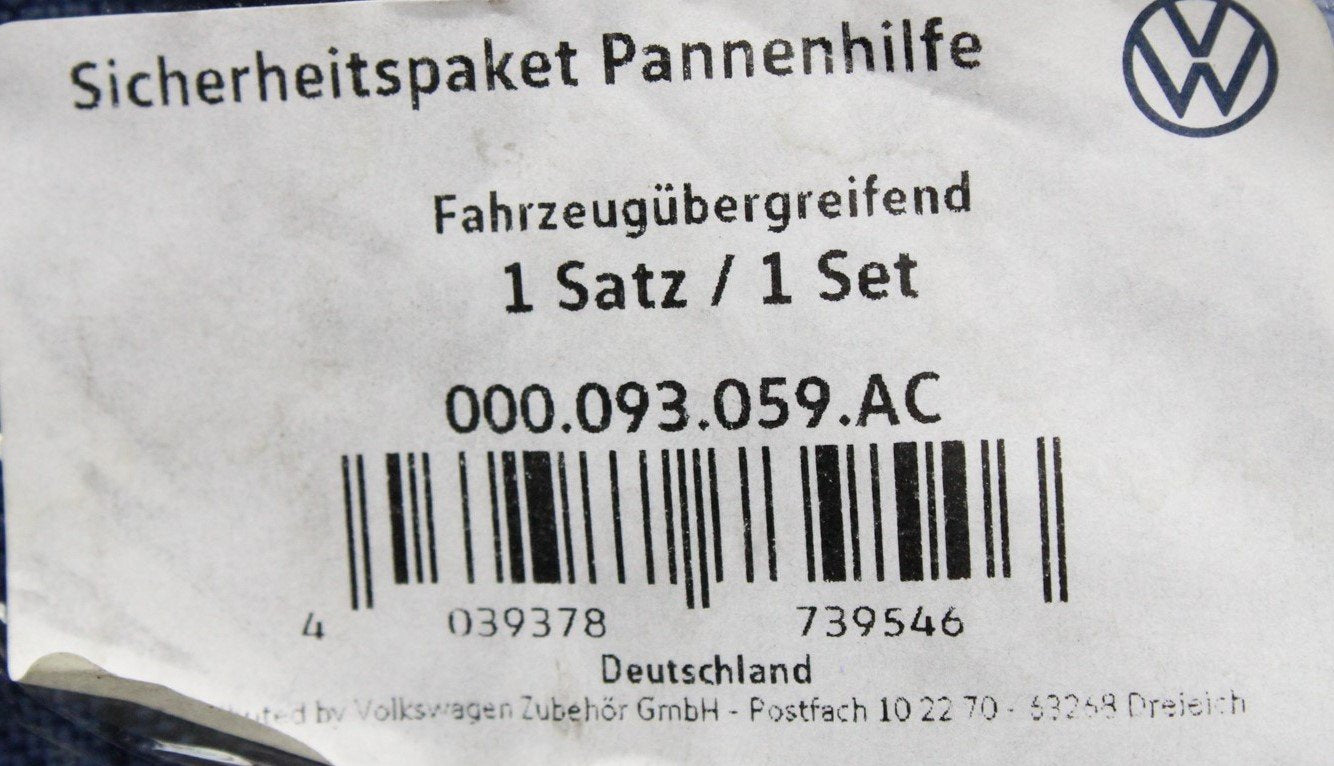 Sicherheitspaket Pannenhilfe
Fahrzeugübergreifend
1 Satz / 1 Set
000.093.059.AC
4 039378 739546
Deutschland
by Volkswagen Zubehör GmbH - Postfach 10 22 70 - 63268 Dreieich